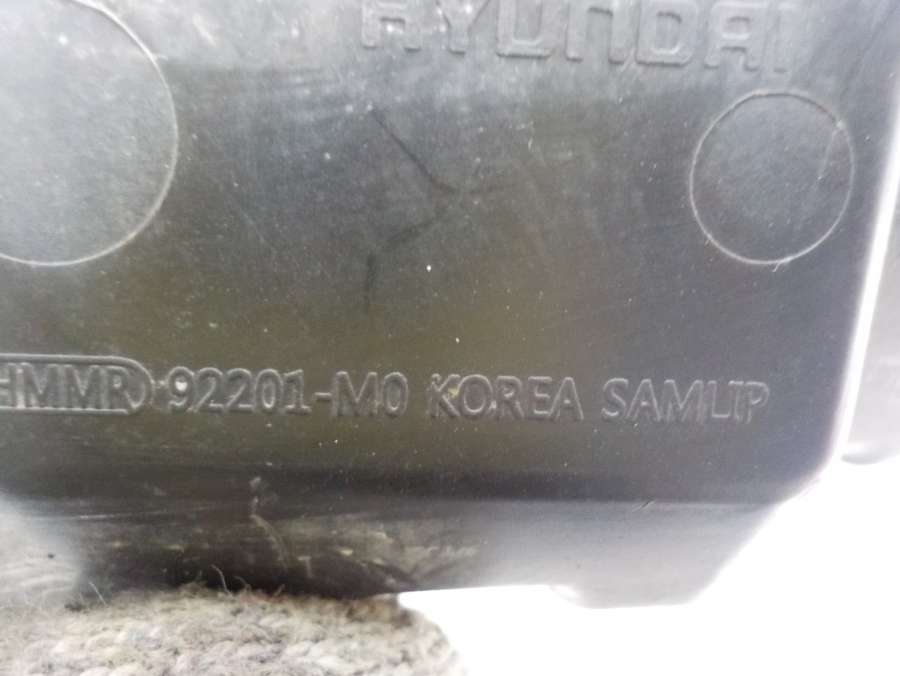 HYUNDAI
HMMR 92201-M0 KOREA SAMLIP